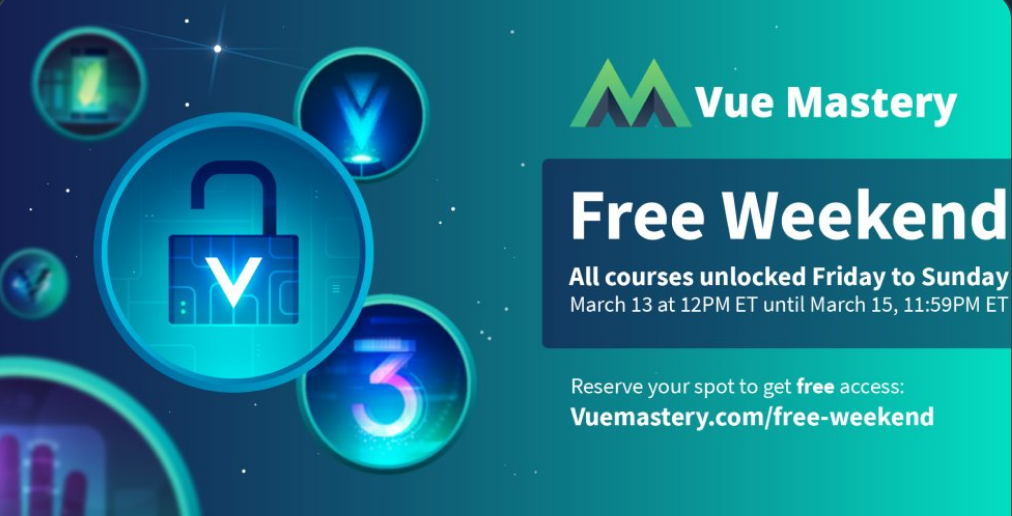 Vue Mastery
Free Weekend
All courses unlocked Friday to Sunday
March 13 at 12PM ET until March 15, 11:59PM ET
Reserve your spot to get free access:
Vuemastery.com/free-weekend
V
3